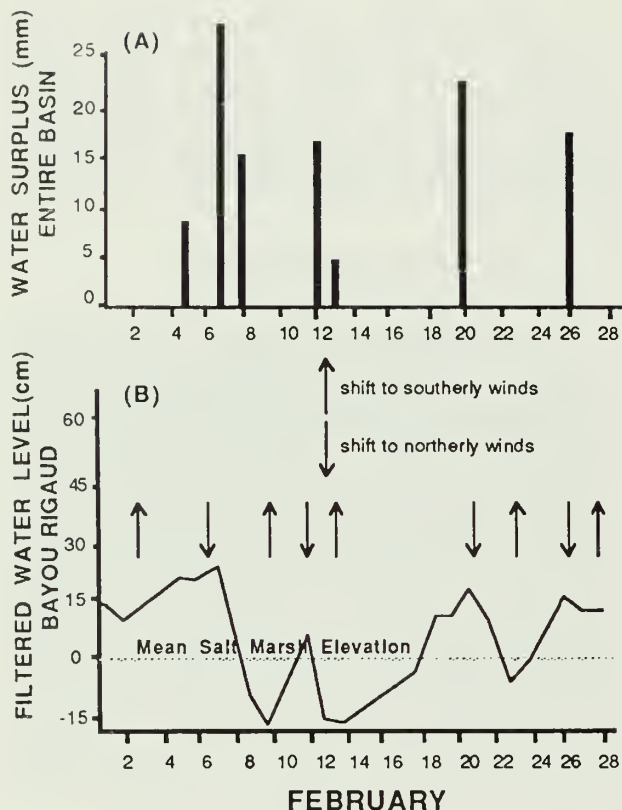 (A)
WATER SURPLUS (mm)
ENTIRE BASIN
25
20
15
10
5
0
2 4 6 8 10 12 14 16 18 20 22 24 26 28
shift to southerly winds
shift to northerly winds
(B)
FILTERED WATER LEVEL(cm)
BAYOU RIGAUD
60
45
30
15
0
-15
Mean Salt Marsh Elevation
2 4 6 8 10 12 14 16 18 20 22 24 26 28
FEBRUARY